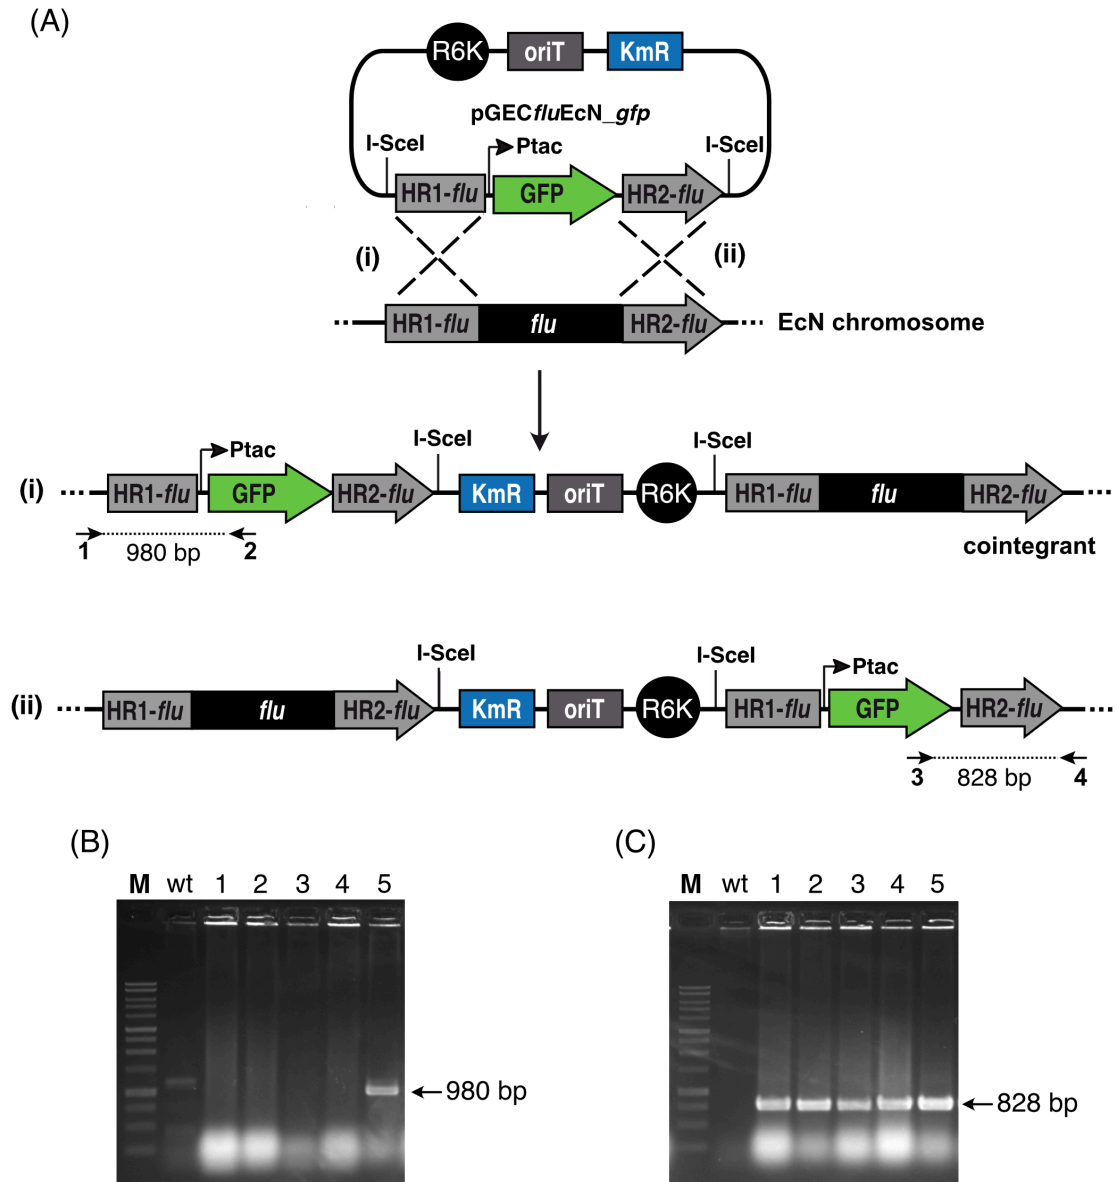 (A)
R6K oriT KmR
pGECfluEcN_gfp
I-SceI Ptac I-SceI
HR1-flu GFP HR2-flu
(i) (ii)
HR1-flu flu HR2-flu EcN chromosome
I-SceI I-SceI
Ptac
(i) HR1-flu GFP HR2-flu KmR oriT R6K HR1-flu flu HR2-flu
1 980 bp 2 cointegrant
I-SceI I-SceI Ptac
(ii) HR1-flu flu HR2-flu KmR oriT R6K HR1-flu GFP HR2-flu
3 828 bp 4
(B)
M wt 1 2 3 4 5
980 bp
(C)
M wt 1 2 3 4 5
828 bp